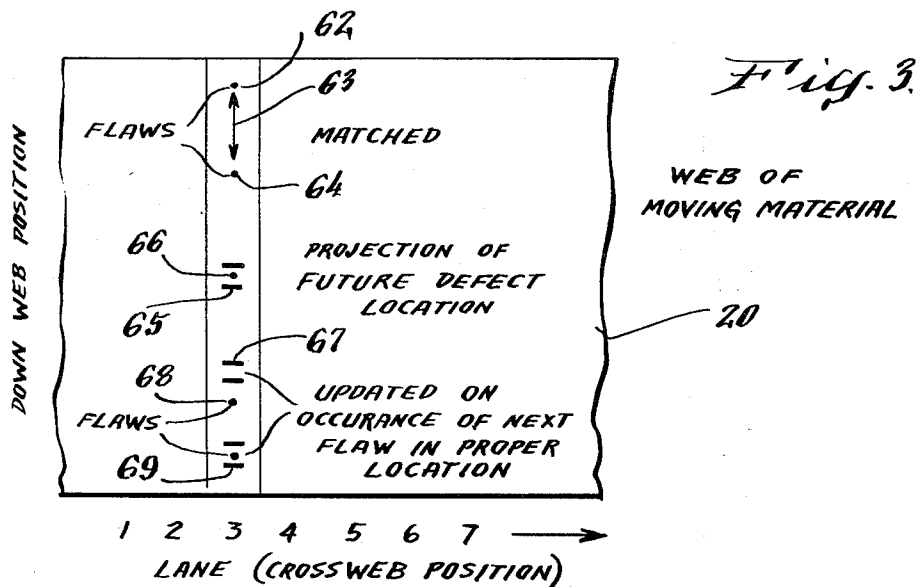 Fig. 3.
62
63
FLAWS
MATCHED
64
WEB OF
MOVING MATERIAL
DOWN WEB POSITION
66
PROJECTION OF
FUTURE DEFECT
LOCATION
65
20
67
68
UPDATED ON
OCCURANCE OF NEXT
FLAW IN PROPER
LOCATION
FLAWS
69
1 2 3 4 5 6 7
LANE (CROSSWEB POSITION)